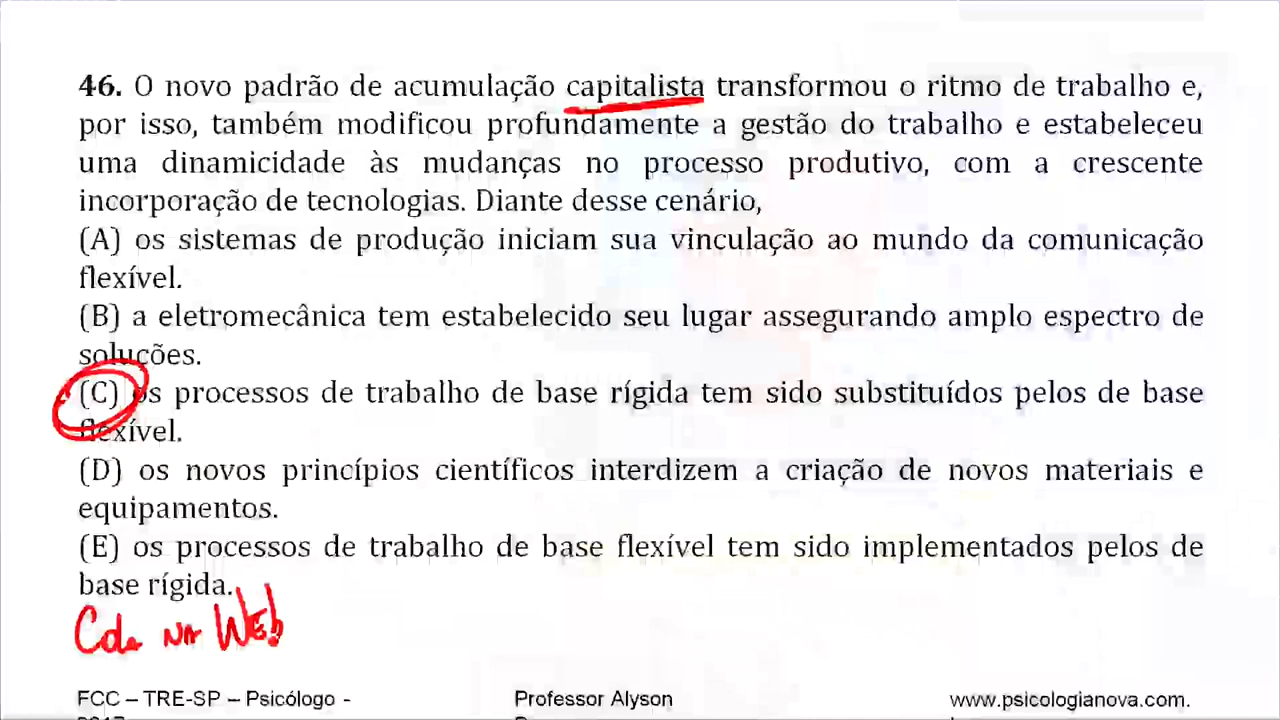 46. O novo padrão de acumulação capitalista transformou o ritmo de trabalho e,
por isso, também modificou profundamente a gestão do trabalho e estabeleceu
uma dinamicidade às mudanças no processo produtivo, com a crescente
incorporação de tecnologias. Diante desse cenário,
(A) os sistemas de produção iniciam sua vinculação ao mundo da comunicação
flexível.
(B) a eletromecânica tem estabelecido seu lugar assegurando amplo espectro de
soluções.
(C) os processos de trabalho de base rígida tem sido substituídos pelos de base
flexível.
(D) os novos princípios científicos interdizem a criação de novos materiais e
equipamentos.
(E) os processos de trabalho de base flexível tem sido implementados pelos de
base rígida.
Cola na Web
FCC – TRE-SP – Psicólogo - Professor Alyson www.psicologianova.com.